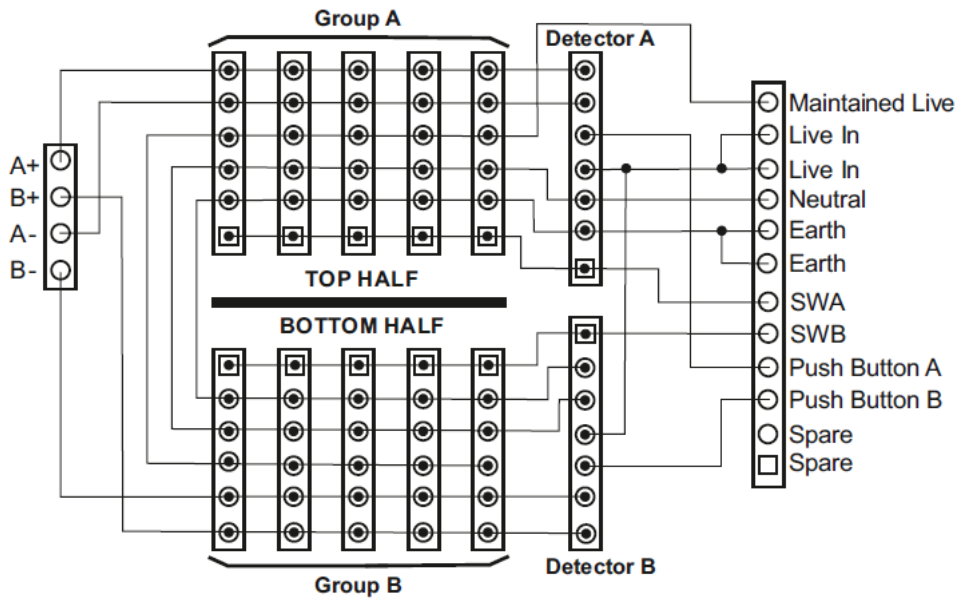 Group A
Detector A
Maintained Live
Live In
Live In
Neutral
Earth
Earth
SWA
SWB
Push Button A
Push Button B
Spare
Spare
A+
B+
A-
B-
TOP HALF
BOTTOM HALF
Group B
Detector B